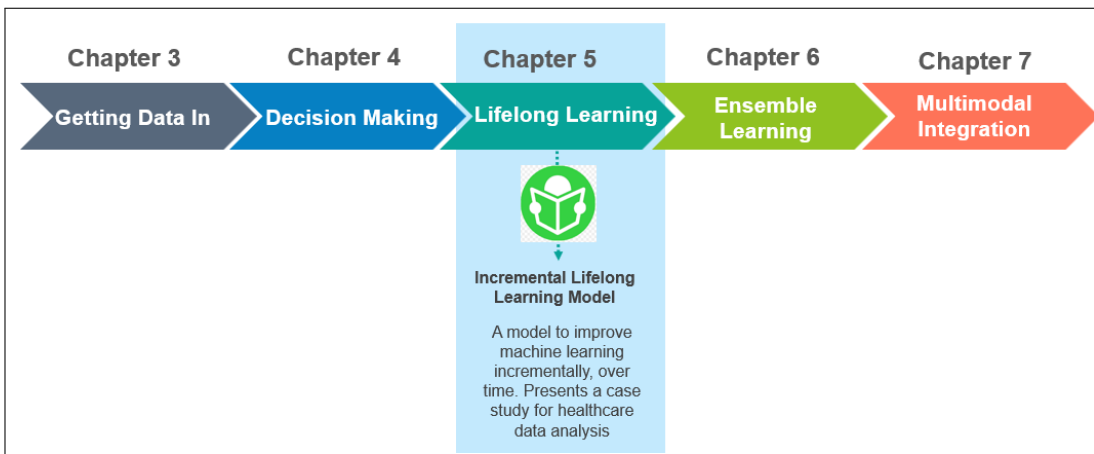 Chapter 3
Chapter 4
Chapter 5
Chapter 6
Chapter 7
Getting Data In
Decision Making
Lifelong Learning
Ensemble
Learning
Multimodal
Integration
Incremental Lifelong
Learning Model
A model to improve
machine learning
incrementally, over
time. Presents a case
study for healthcare
data analysis